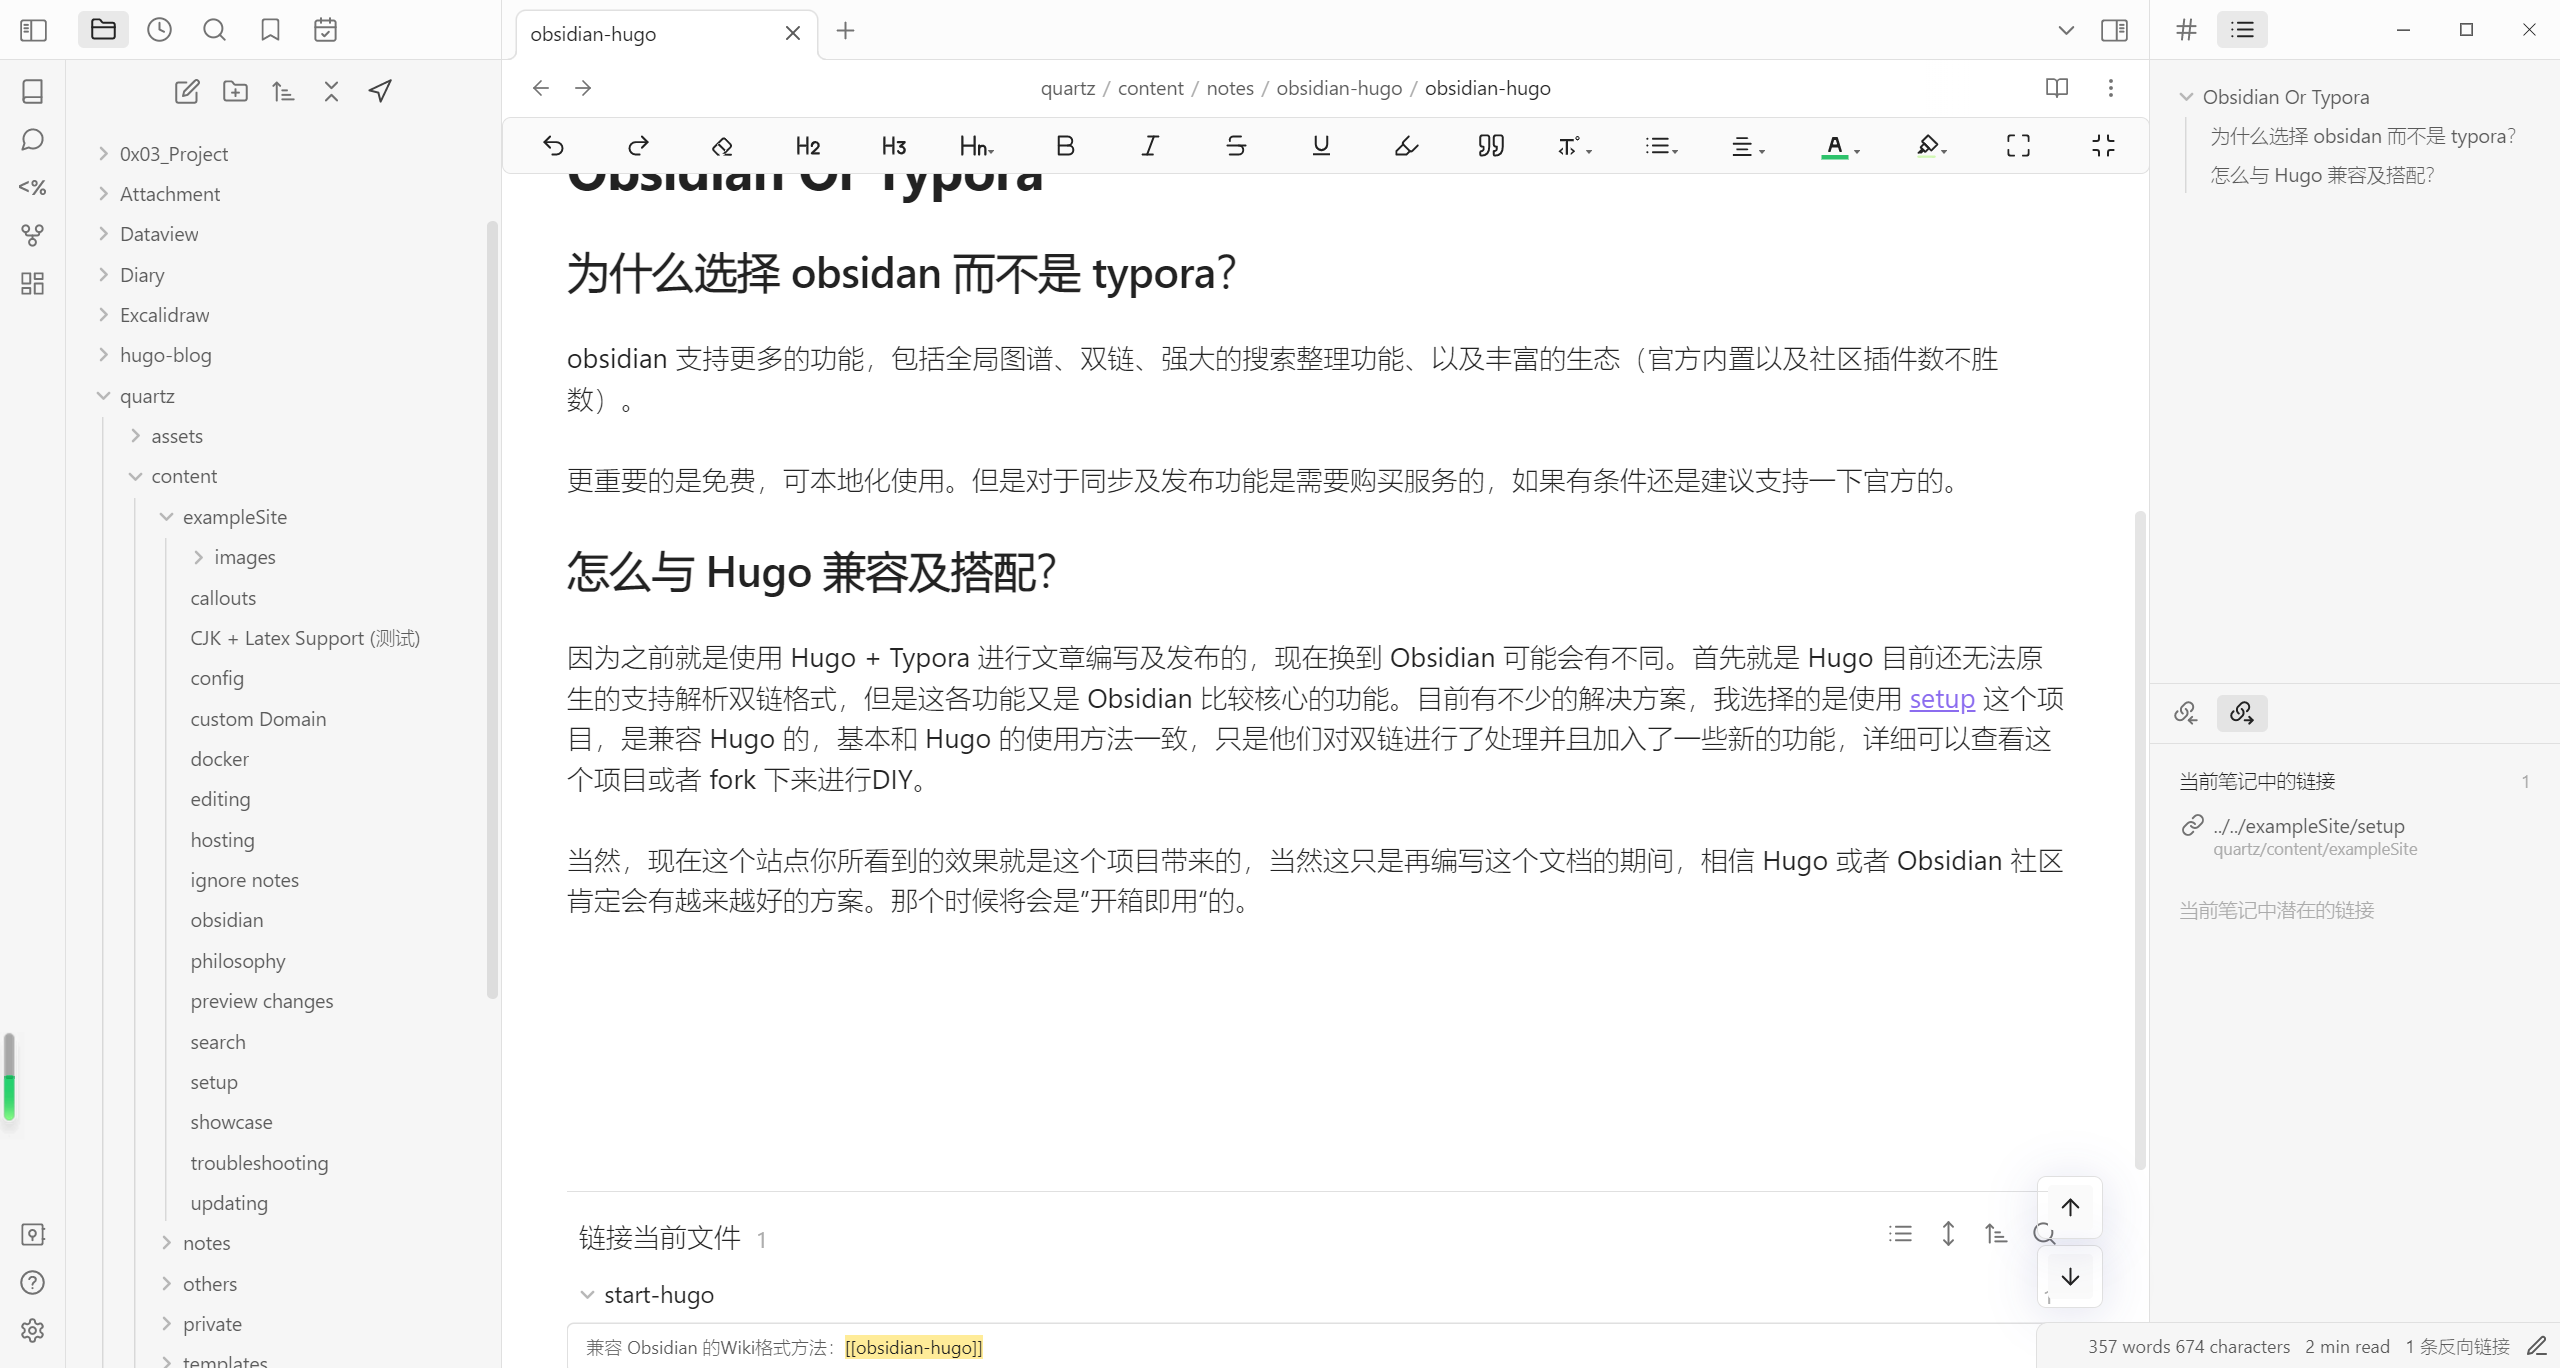 obsidian-hugo
quartz / content / notes / obsidian-hugo / obsidian-hugo
H2 H3 Hn B I S U A
0x03_Project
Attachment
Dataview
Diary
Excalidraw
hugo-blog
quartz
assets
content
exampleSite
images
callouts
CJK + Latex Support (测试)
config
custom Domain
docker
editing
hosting
ignore notes
obsidian
philosophy
preview changes
search
setup
showcase
troubleshooting
updating
notes
others
private
templates
Obsidian Or Typora
为什么选择 obsidan 而不是 typora？
obsidian 支持更多的功能，包括全局图谱、双链、强大的搜索整理功能、以及丰富的生态（官方内置以及社区插件数不胜
数）。
更重要的是免费，可本地化使用。但是对于同步及发布功能是需要购买服务的，如果有条件还是建议支持一下官方的。
怎么与 Hugo 兼容及搭配？
因为之前就是使用 Hugo + Typora 进行文章编写及发布的，现在换到 Obsidian 可能会有不同。首先就是 Hugo 目前还无法原
生的支持解析双链格式，但是这各功能又是 Obsidian 比较核心的功能。目前有不少的解决方案，我选择的是使用 setup 这个项
目，是兼容 Hugo 的，基本和 Hugo 的使用方法一致，只是他们对双链进行了处理并且加入了一些新的功能，详细可以查看这
个项目或者 fork 下来进行DIY。
当然，现在这个站点你所看到的效果就是这个项目带来的，当然这只是再编写这个文档的期间，相信 Hugo 或者 Obsidian 社区
肯定会有越来越好的方案。那个时候将会是”开箱即用“的。
链接当前文件 1
start-hugo
兼容 Obsidian 的Wiki格式方法：[[obsidian-hugo]]
Obsidian Or Typora
为什么选择 obsidan 而不是 typora？
怎么与 Hugo 兼容及搭配？
当前笔记中的链接 1
../../exampleSite/setup
quartz/content/exampleSite
当前笔记中潜在的链接
357 words 674 characters 2 min read 1 条反向链接